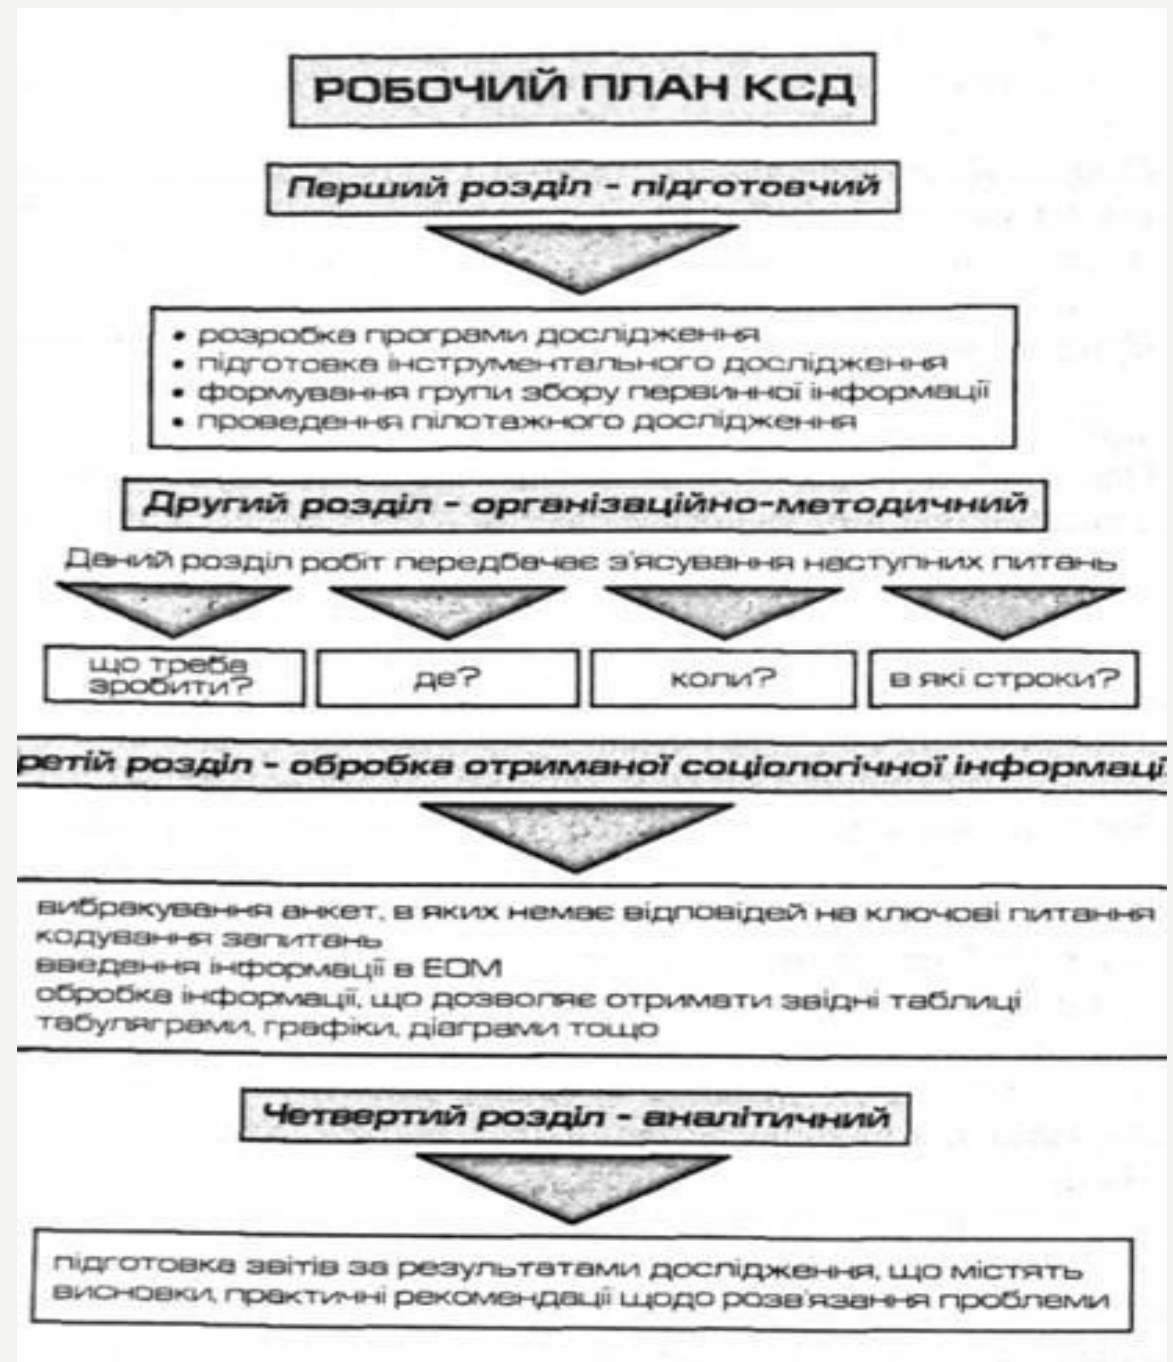 РОБОЧИЙ ПЛАН КСД
Перший розділ - підготовчий
• розробка програми дослідження
• підготовка інструментального дослідження
• формування групи збору первинної інформації
• проведення пілотажного дослідження
Другий розділ - організаційно-методичний
Даний розділ робіт передбачає з'ясування наступних питань
що треба
зробити?
де?
коли?
в які строки?
ретій розділ - обробка отриманої соціологічної інформаці
вибракування анкет, в яких немає відповідей на ключові питання
кодування запитань
введення інформації в ЕОМ
обробка інформації, що дозволяє отримати звідні таблиці
табуляграми, графіки, діаграми тощо
Четвертий розділ - аналітичний
підготовка звітів за результатами дослідження, що містять
висновки, практичні рекомендації щодо розв'язання проблеми